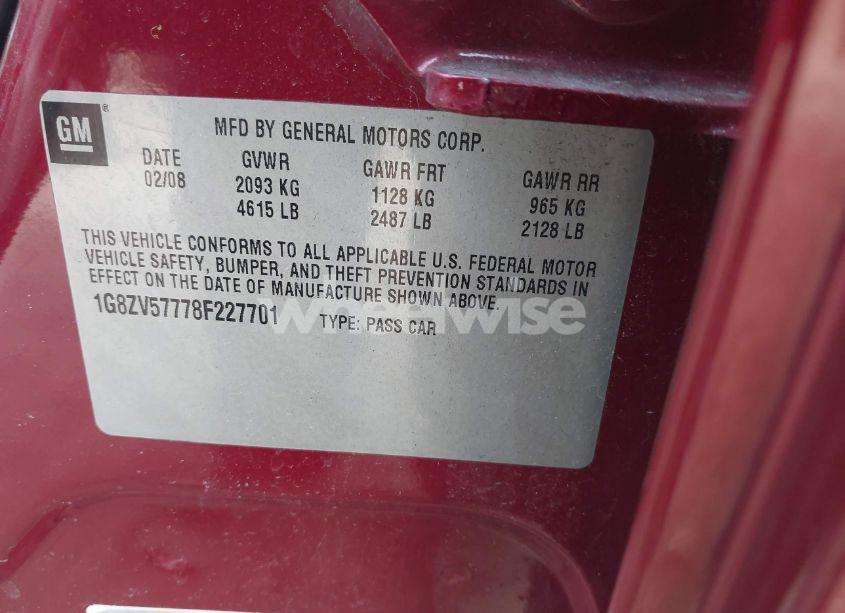 GM ®
MFD BY GENERAL MOTORS CORP.
DATE GVWR GAWR FRT GAWR RR
02/08 2093 KG 1128 KG 965 KG
4615 LB 2487 LB 2128 LB
THIS VEHICLE CONFORMS TO ALL APPLICABLE U.S. FEDERAL MOTOR
VEHICLE SAFETY, BUMPER, AND THEFT PREVENTION STANDARDS IN
EFFECT ON THE DATE OF MANUFACTURE SHOWN ABOVE.
1G8ZV57778F227701 TYPE: PASS CAR
wheelwise